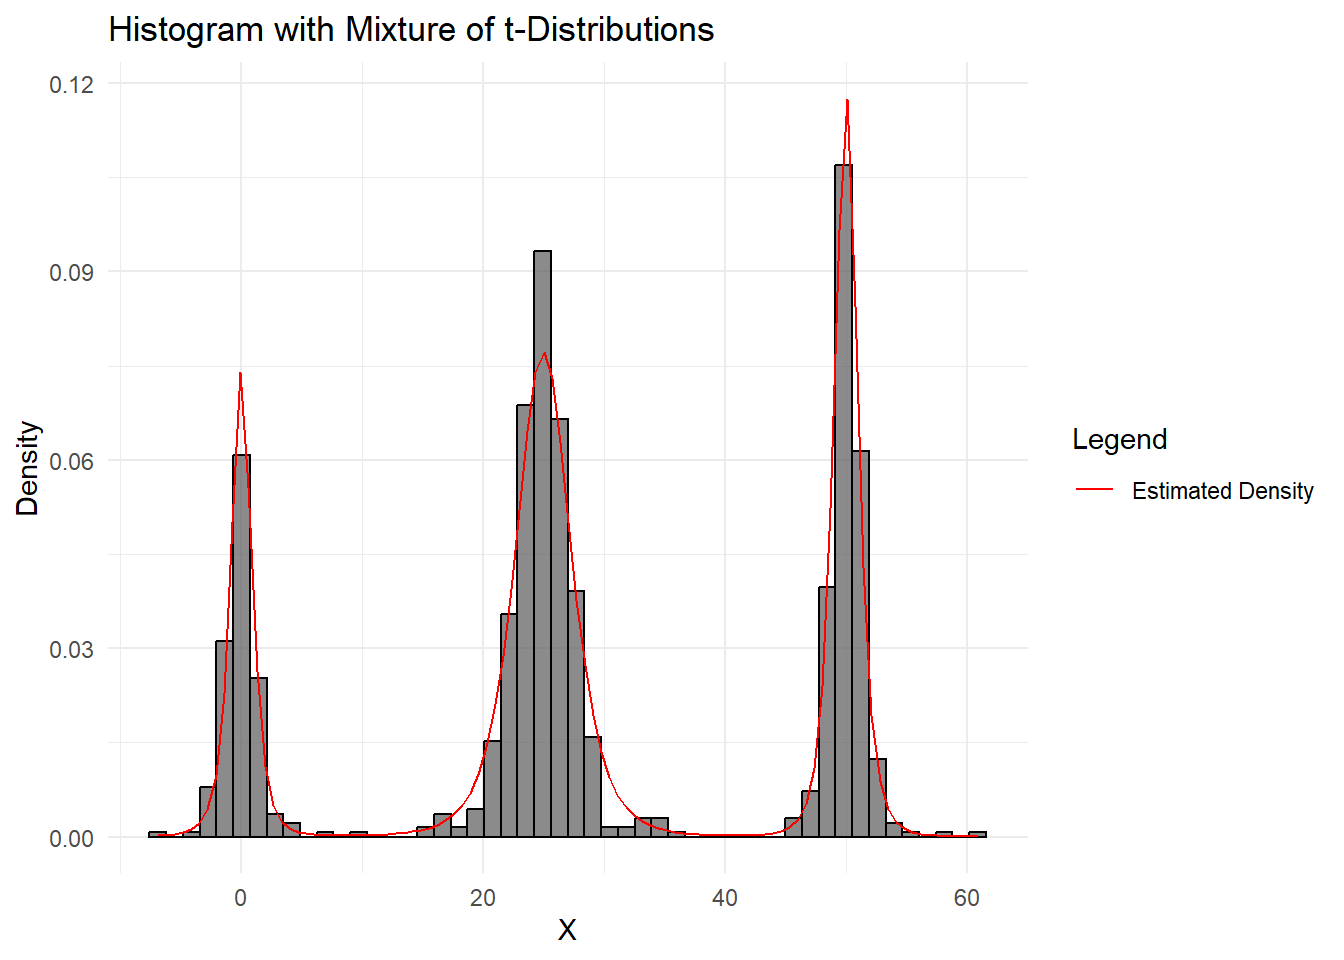 Histogram with Mixture of t-Distributions
0.12
0.09
0.06
0.03
0.00
Density
0
20
40
60
X
Legend
Estimated Density